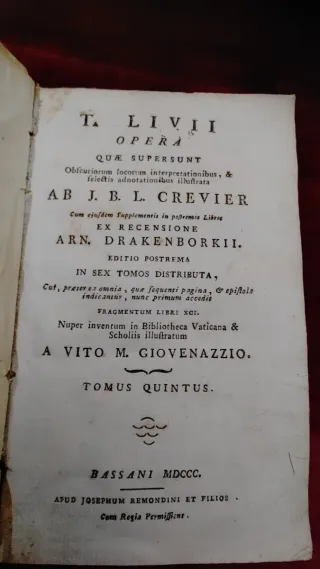 T. LIVII
OPERA
QUÆ SUPERSUNT
Obscuriorum locorum interpretationibus, &
selectis adnotationibus illustrata
AB J. B. L. CREVIER
Cum ejusdem Supplementis in postremos Libros
EX RECENSIONE
ARN. DRAKENBORKII.
EDITIO POSTREMA
IN SEX TOMOS DISTRIBUTA,
Cui, præter ea omnia, quæ sequenti pagina, & epistola
indicantur, nunc primum accedit
FRAGMENTUM LIBRI XCI.
Nuper inventum in Bibliotheca Vaticana &
Scholiis illustratum
A VITO M. GIOVENAZZIO.
TOMUS QUINTUS.
BASSANI MDCCC.
APUD JOSEPHUM REMONDINI ET FILIOS.
Cum Regia Permissione.